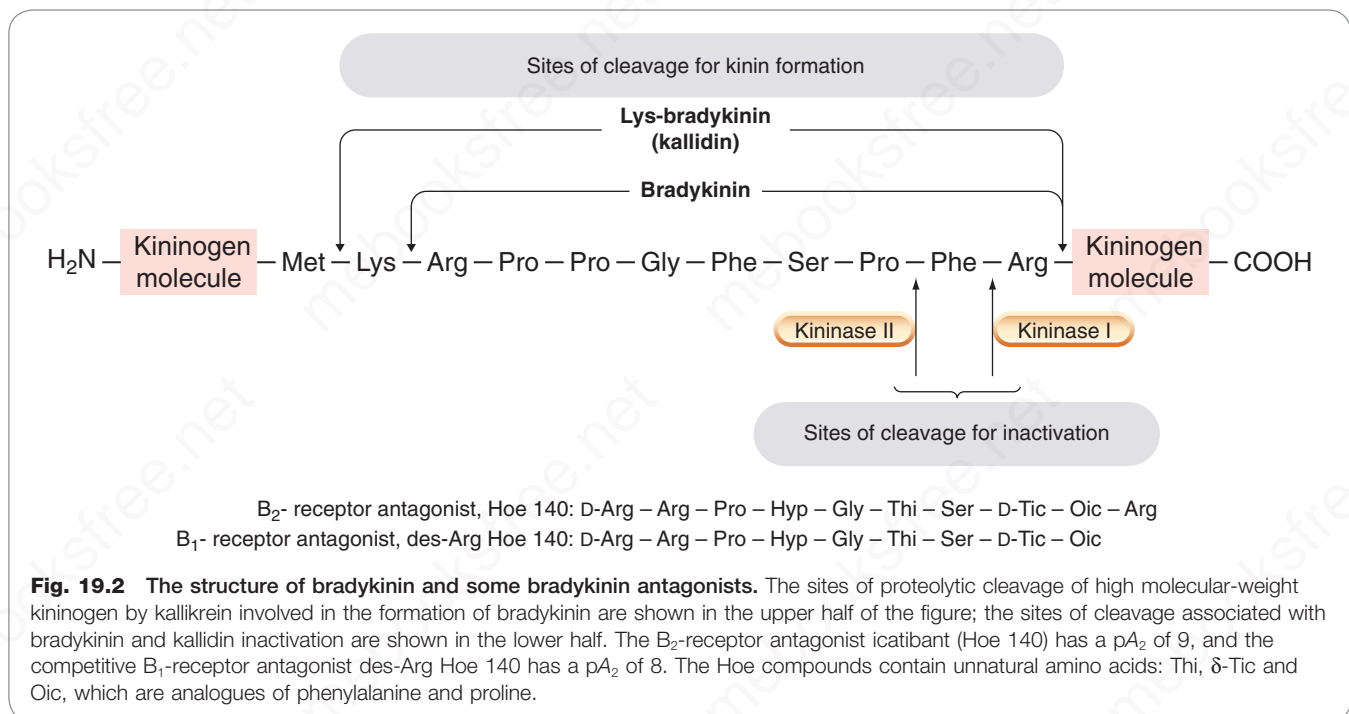 Sites of cleavage for kinin formation
Lys-bradykinin
(kallidin)
Bradykinin
H₂N – Kininogen molecule – Met – Lys – Arg – Pro – Pro – Gly – Phe – Ser – Pro – Phe – Arg – Kininogen molecule – COOH
Kininase II
Kininase I
Sites of cleavage for inactivation
B₂- receptor antagonist, Hoe 140: D-Arg – Arg – Pro – Hyp – Gly – Thi – Ser – D-Tic – Oic – Arg
B₁- receptor antagonist, des-Arg Hoe 140: D-Arg – Arg – Pro – Hyp – Gly – Thi – Ser – D-Tic – Oic
Fig. 19.2 The structure of bradykinin and some bradykinin antagonists. The sites of proteolytic cleavage of high molecular-weight
kininogen by kallikrein involved in the formation of bradykinin are shown in the upper half of the figure; the sites of cleavage associated with
bradykinin and kallidin inactivation are shown in the lower half. The B₂-receptor antagonist icatibant (Hoe 140) has a pA₂ of 9, and the
competitive B₁-receptor antagonist des-Arg Hoe 140 has a pA₂ of 8. The Hoe compounds contain unnatural amino acids: Thi, δ-Tic and
Oic, which are analogues of phenylalanine and proline.
mebooksfree.net